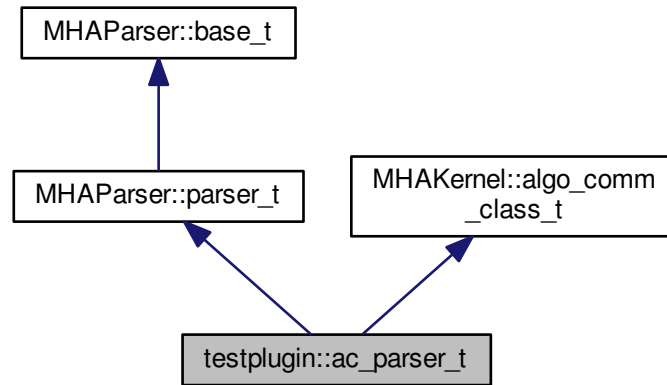 MHAParser::base_t
MHAParser::parser_t
MHAKernel::algo_comm
_class_t
testplugin::ac_parser_t